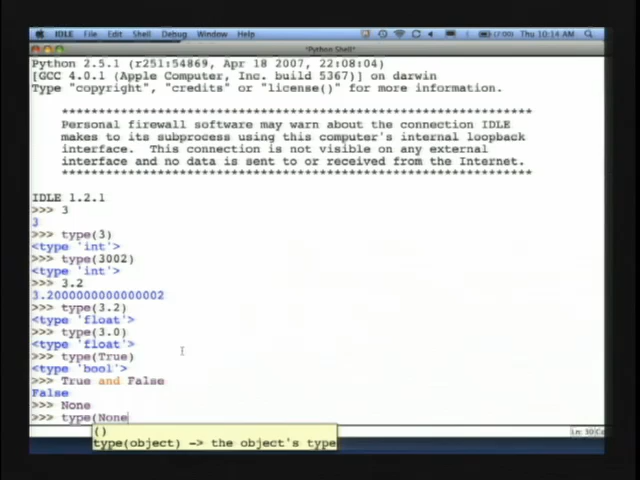 IDLE File Edit Shell Debug Window Help (7:00) Thu 10:14 AM
*Python Shell*
Python 2.5.1 (r251:54869, Apr 18 2007, 22:08:04)
[GCC 4.0.1 (Apple Computer, Inc. build 5367)] on darwin
Type "copyright", "credits" or "license()" for more information.
****************************************************************
Personal firewall software may warn about the connection IDLE
makes to its subprocess using this computer's internal loopback
interface.  This connection is not visible on any external
interface and no data is sent to or received from the Internet.
****************************************************************
IDLE 1.2.1
>>> 3
3
>>> type(3)
<type 'int'>
>>> type(3002)
<type 'int'>
>>> 3.2
3.2000000000000002
>>> type(3.2)
<type 'float'>
>>> type(3.0)
<type 'float'>
>>> type(True)
<type 'bool'>
>>> True and False
False
>>> None
>>> type(None
()
type(object) -> the object's type
Ln: 30